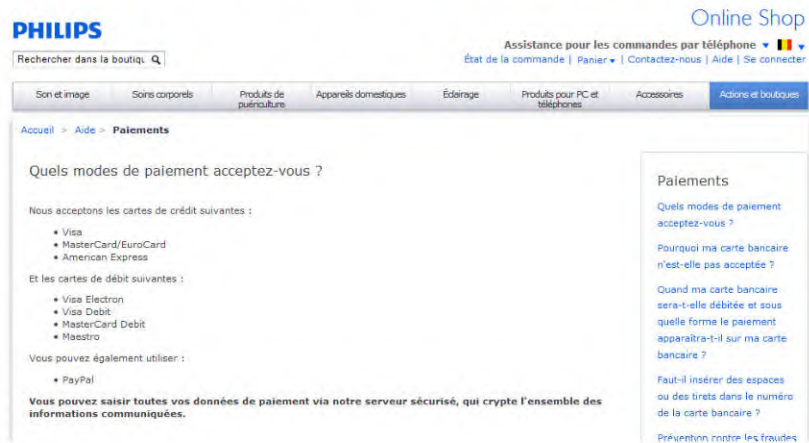 PHILIPS
Online Shop
Assistance pour les commandes par téléphone
Rechercher dans la boutiqu
État de la commande | Panier | Contactez-nous | Aide | Se connecter
Son et image
Soins corporels
Produits de puériculture
Appareils domestiques
Éclairage
Produits pour PC et téléphones
Accessoires
Actions et boutiques
Accueil > Aide > Paiements
Quels modes de paiement acceptez-vous ?
Nous acceptons les cartes de crédit suivantes :
• Visa
• MasterCard/EuroCard
• American Express
Et les cartes de débit suivantes :
• Visa Electron
• Visa Debit
• MasterCard Debit
• Maestro
Vous pouvez également utiliser :
• PayPal
Vous pouvez saisir toutes vos données de paiement via notre serveur sécurisé, qui crypte l'ensemble des
informations communiquées.
Paiements
Quels modes de paiement
acceptez-vous ?
Pourquoi ma carte bancaire
n'est-elle pas acceptée ?
Quand ma carte bancaire
sera-t-elle débitée et sous
quelle forme le paiement
apparaîtra-t-il sur ma carte
bancaire ?
Faut-il insérer des espaces
ou des tirets dans le numéro
de la carte bancaire ?
Prévention contre les fraudes